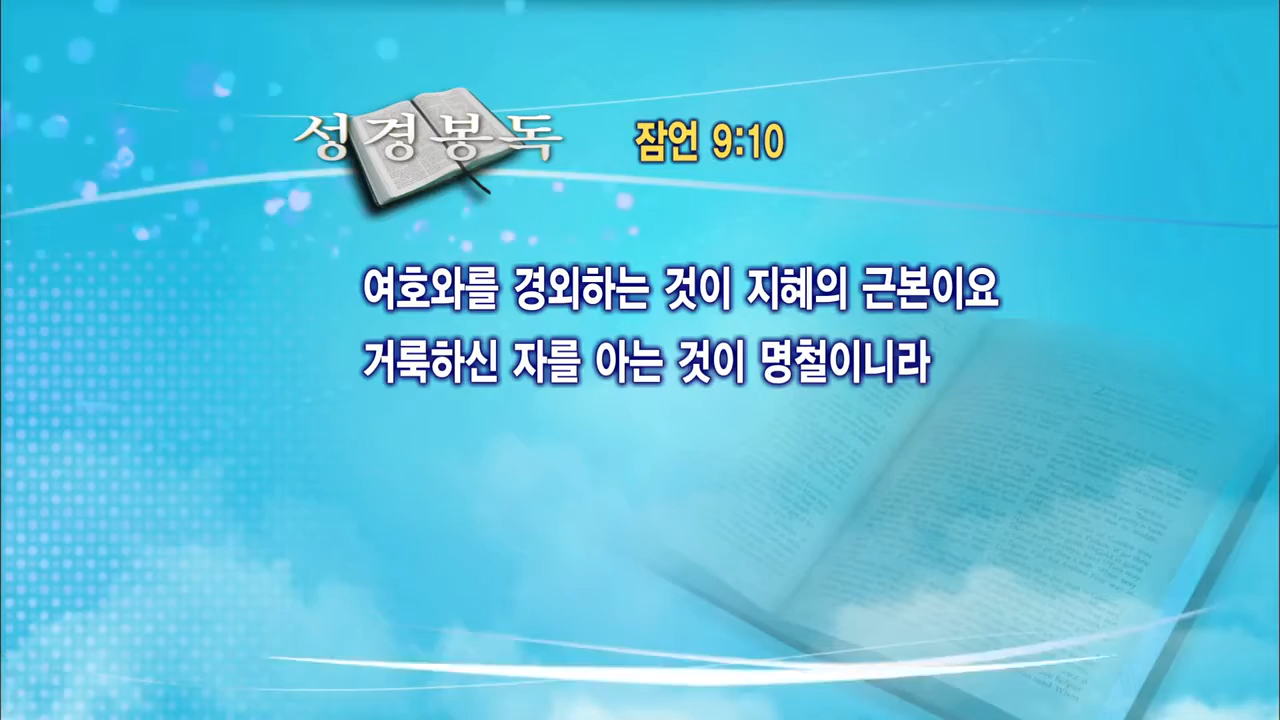 성경봉독 잠언 9:10
여호와를 경외하는 것이 지혜의 근본이요
거룩하신 자를 아는 것이 명철이니라